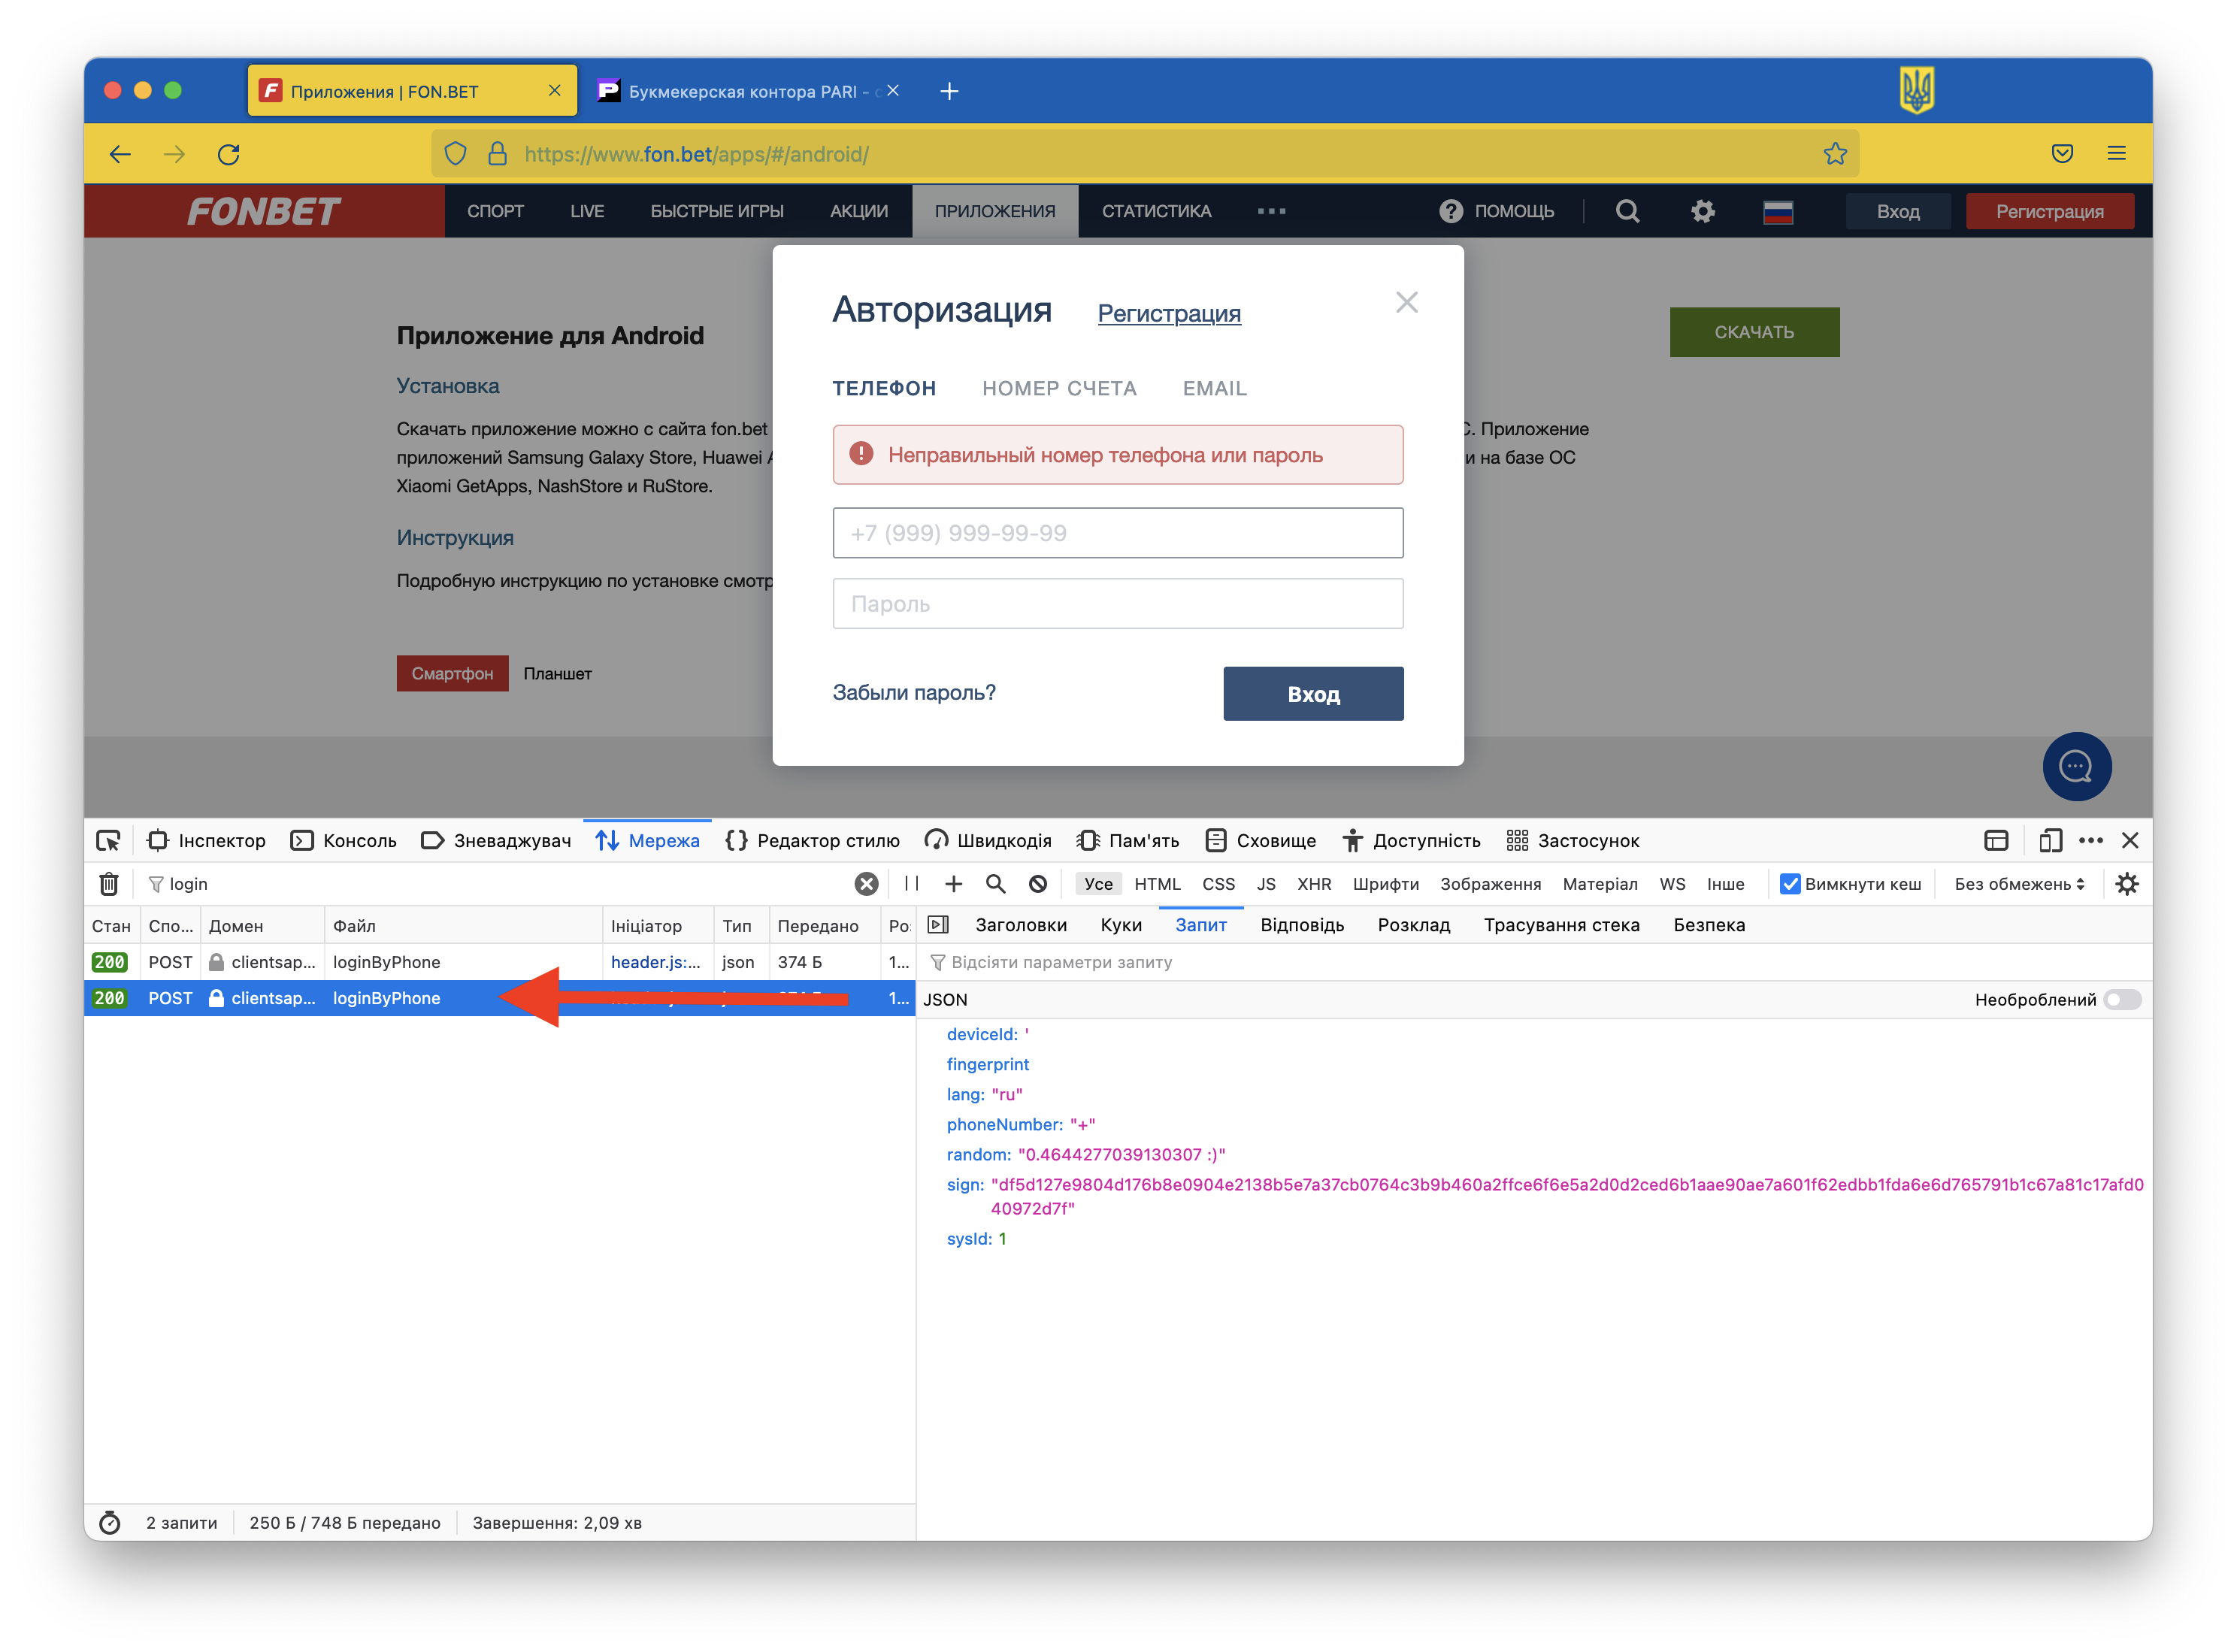 Приложения | FON.BET
Букмекерская контора PARI -
https://www.fon.bet/apps/#/android/
FONBET
СПОРТ
LIVE
БЫСТРЫЕ ИГРЫ
АКЦИИ
ПРИЛОЖЕНИЯ
СТАТИСТИКА
ПОМОЩЬ
Вход
Регистрация
Приложение для Android
СКАЧАТЬ
Установка
Скачать приложение можно с сайта fon.bet
С. Приложение
приложений Samsung Galaxy Store, Huawei A
и на базе ОС
Xiaomi GetApps, NashStore и RuStore.
Инструкция
Подробную инструкцию по установке смотр
Смартфон
Планшет
Авторизация
Регистрация
ТЕЛЕФОН
НОМЕР СЧЕТА
EMAIL
Неправильный номер телефона или пароль
+7 (999) 999-99-99
Пароль
Забыли пароль?
Вход
Інспектор
Консоль
Зневаджувач
Мережа
Редактор стилю
Швидкодія
Пам'ять
Сховище
Доступність
Застосунок
login
Усе
HTML
CSS
JS
XHR
Шрифти
Зображення
Матеріал
WS
Інше
Вимкнути кеш
Без обмежень
Стан
Спо...
Домен
Файл
Ініціатор
Тип
Передано
Ро:
200
POST
clientsap...
loginByPhone
header.js:...
json
374 Б
1...
200
POST
clientsap...
loginByPhone
1...
Заголовки
Куки
Запит
Відповідь
Розклад
Трасування стека
Безпека
Відсіяти параметри запиту
JSON
Необроблений
deviceId: '
fingerprint
lang: "ru"
phoneNumber: "+"
random: "0.4644277039130307 :)"
sign: "df5d127e9804d176b8e0904e2138b5e7a37cb0764c3b9b460a2ffce6f6e5a2d0d2ced6b1aae90ae7a601f62edbb1fda6e6d765791b1c67a81c17afd0
40972d7f"
sysId: 1
2 запити
250 Б / 748 Б передано
Завершення: 2,09 хв